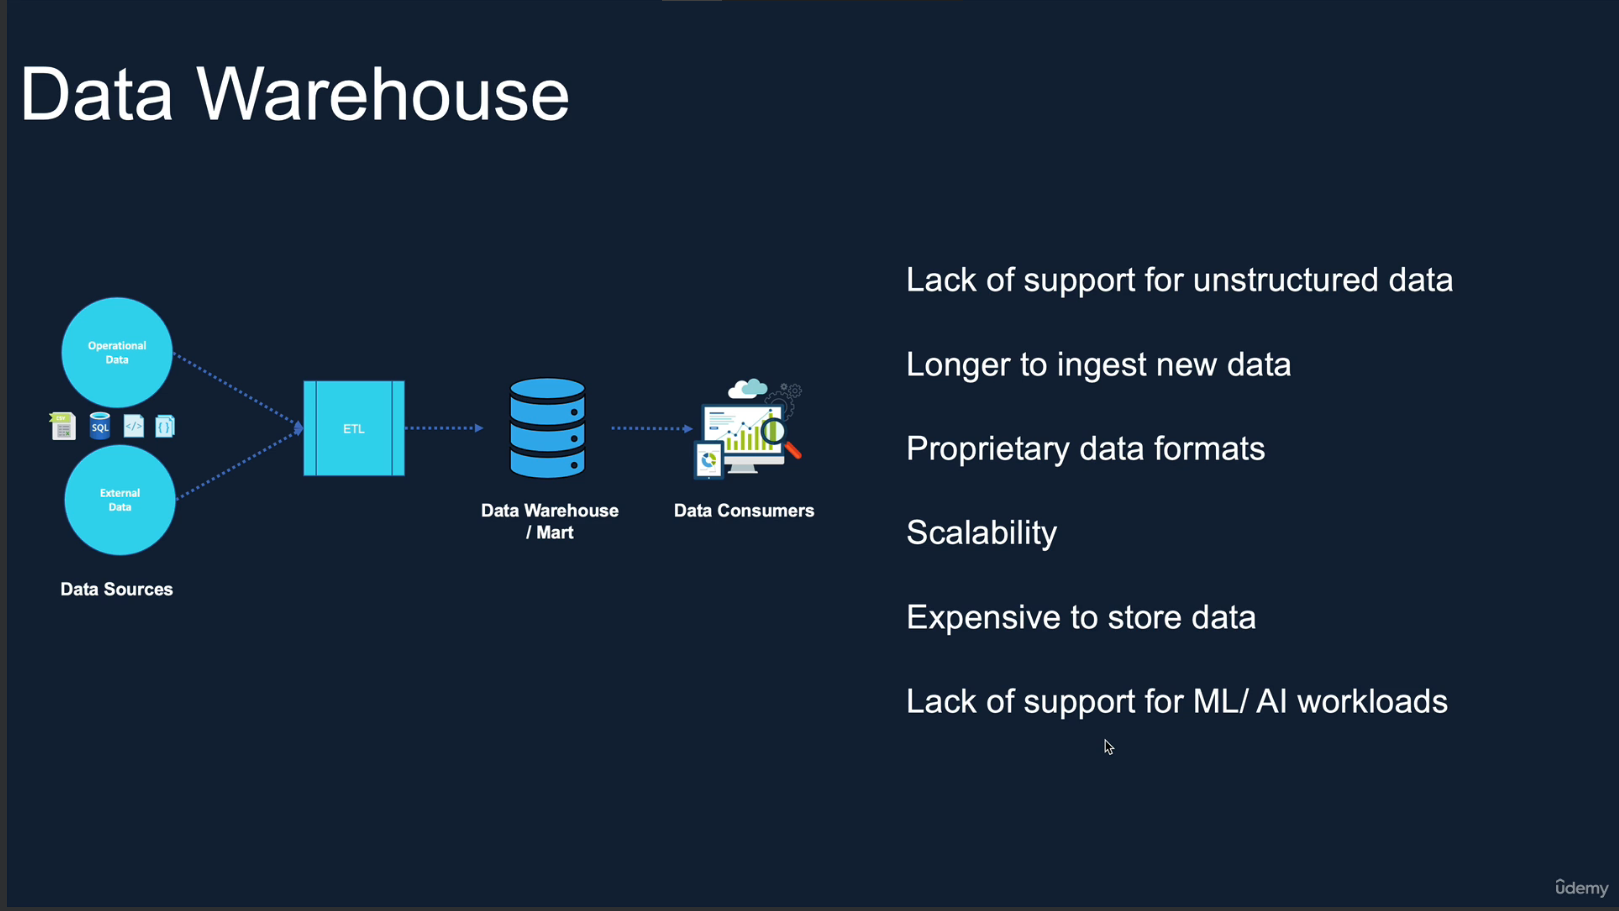 Data Warehouse
Operational
Data
CSV
SQL
</>
{}
External
Data
Data Sources
ETL
Data Warehouse
/ Mart
Data Consumers
Lack of support for unstructured data
Longer to ingest new data
Proprietary data formats
Scalability
Expensive to store data
Lack of support for ML/ AI workloads
udemy